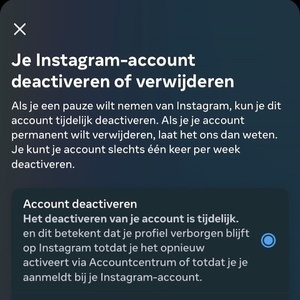 Je Instagram-account
deactiveren of verwijderen
Als je een pauze wilt nemen van Instagram, kun je dit
account tijdelijk deactiveren. Als je je account
permanent wilt verwijderen, laat het ons dan weten.
Je kunt je account slechts één keer per week
deactiveren.
Account deactiveren
Het deactiveren van je account is tijdelijk.
en dit betekent dat je profiel verborgen blijft
op Instagram totdat je het opnieuw
activeert via Accountcentrum of totdat je je
aanmeldt bij je Instagram-account.